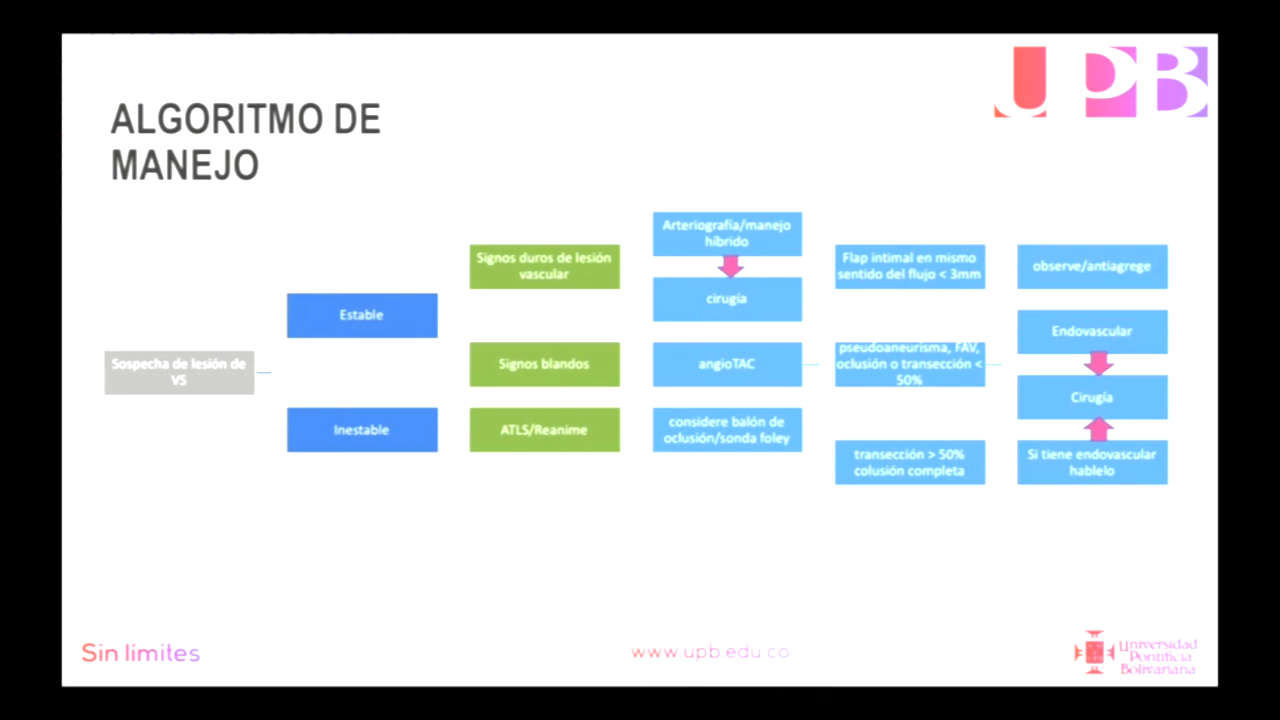 UPB
ALGORITMO DE
MANEJO
Sospecha de lesión de
VS
Estable
Inestable
Signos duros de lesión
vascular
Signos blandos
ATLS/Reanime
Arteriografía/manejo
híbrido
cirugía
angioTAC
considere balón de
oclusión/sonda foley
Flap intimal en mismo
sentido del flujo < 3mm
pseudoaneurisma, FAV,
oclusión o transección <
50%
transección > 50%
colusión completa
observe/antiagrege
Endovascular
Cirugía
Si tiene endovascular
hablelo
Sin límites
www.upb.edu.co
Universidad
Pontificia
Bolivariana